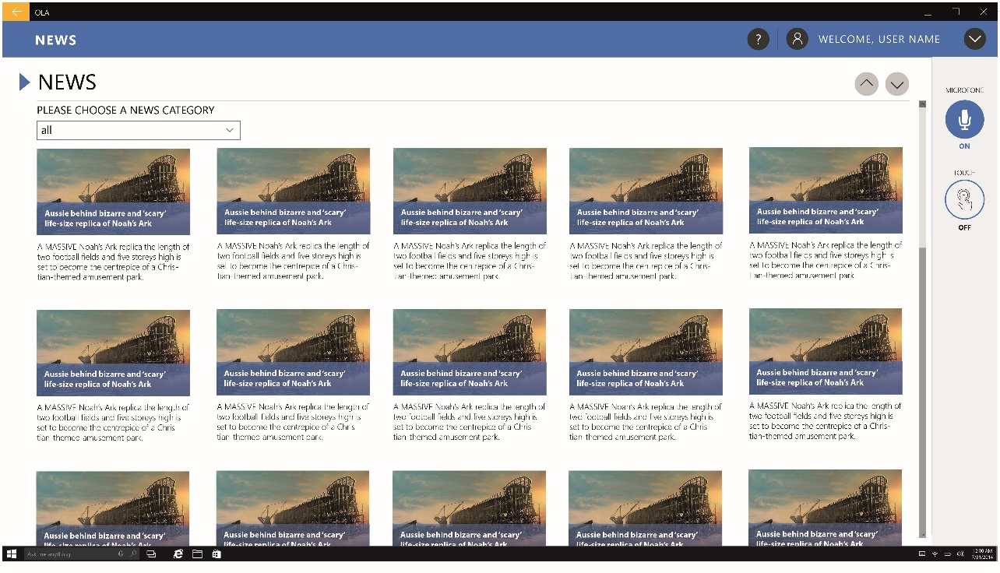 OLA
NEWS
? WELCOME, USER NAME
NEWS
PLEASE CHOOSE A NEWS CATEGORY
all
MICROFONE
ON
TOUCH
OFF
Aussie behind bizarre and ‘scary’
life-size replica of Noah’s Ark
A MASSIVE Noah’s Ark replica the length of
two football fields and five storeys high is
set to become the centrepice of a Chris-
tian-themed amusement park.
Aussie behind bizarre and ‘scary’
life-size replica of Noah’s Ark
A MASSIVE Noah’s Ark replica the length of
two football fields and five storeys high is
set to become the centrepice of a Chris-
tian-themed amusement park.
Aussie behind bizarre and ‘scary’
life-size replica of Noah’s Ark
A MASSIVE Noah’s Ark replica the length of
two football fields and five storeys high is
set to become the centrepice of a Chris-
tian-themed amusement park.
Aussie behind bizarre and ‘scary’
life-size replica of Noah’s Ark
A MASSIVE Noah’s Ark replica the length of
two football fields and five storeys high is
set to become the centrepice of a Chris-
tian-themed amusement park.
Aussie behind bizarre and ‘scary’
life-size replica of Noah’s Ark
A MASSIVE Noah’s Ark replica the length of
two football fields and five storeys high is
set to become the centrepice of a Chris-
tian-themed amusement park.
Aussie behind bizarre and ‘scary’
life-size replica of Noah’s Ark
A MASSIVE Noah’s Ark replica the length of
two football fields and five storeys high is
set to become the centrepice of a Chris-
tian-themed amusement park.
Aussie behind bizarre and ‘scary’
life-size replica of Noah’s Ark
A MASSIVE Noah’s Ark replica the length of
two football fields and five storeys high is
set to become the centrepice of a Chris-
tian-themed amusement park.
Aussie behind bizarre and ‘scary’
life-size replica of Noah’s Ark
A MASSIVE Noah’s Ark replica the length of
two football fields and five storeys high is
set to become the centrepice of a Chris-
tian-themed amusement park.
Aussie behind bizarre and ‘scary’
life-size replica of Noah’s Ark
A MASSIVE Noah’s Ark replica the length of
two football fields and five storeys high is
set to become the centrepice of a Chris-
tian-themed amusement park.
Aussie behind bizarre and ‘scary’
life-size replica of Noah’s Ark
A MASSIVE Noah’s Ark replica the length of
two football fields and five storeys high is
set to become the centrepice of a Chris-
tian-themed amusement park.
Aussie behind bizarre and ‘scary’
life-size replica of Noah’s Ark
Aussie behind bizarre and ‘scary’
life-size replica of Noah’s Ark
Aussie behind bizarre and ‘scary’
life-size replica of Noah’s Ark
Aussie behind bizarre and ‘scary’
life-size replica of Noah’s Ark
Aussie behind bizarre and ‘scary’
life-size replica of Noah’s Ark
Ask me anything
12:00 AM
7/31/2014